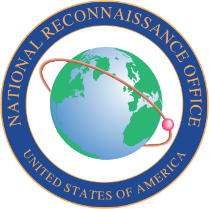 NATIONAL RECONNAISSANCE OFFICE
UNITED STATES OF AMERICA